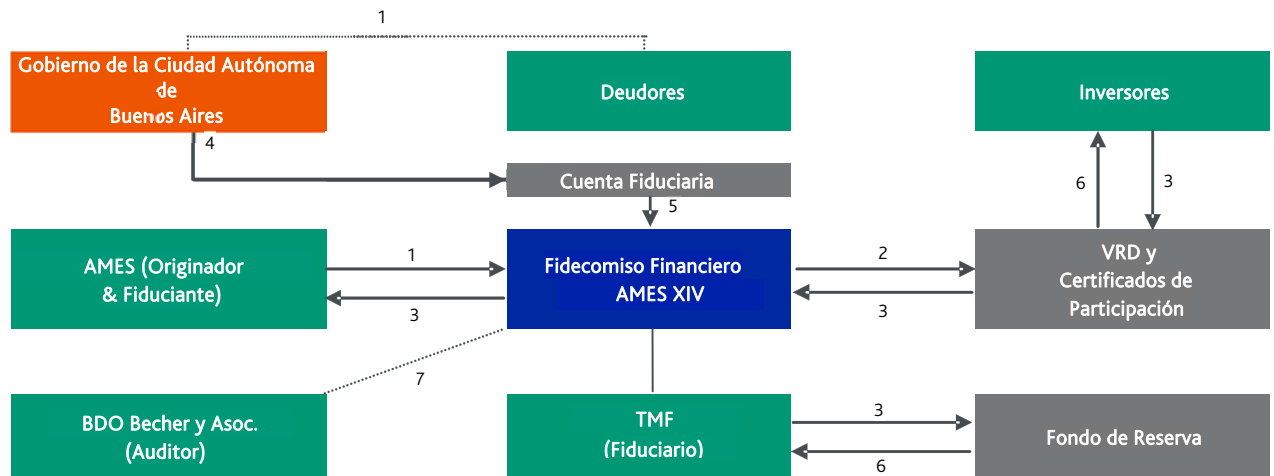 1
Gobierno de la Ciudad Autónoma
de
Buenos Aires
Deudores
Inversores
4
Cuenta Fiduciaria
5
6
3
AMES (Originador
& Fiduciante)
1
3
Fidecomiso Financiero
AMES XIV
2
3
VRD y
Certificados de
Participación
7
BDO Becher y Asoc.
(Auditor)
TMF
(Fiduciario)
3
6
Fondo de Reserva